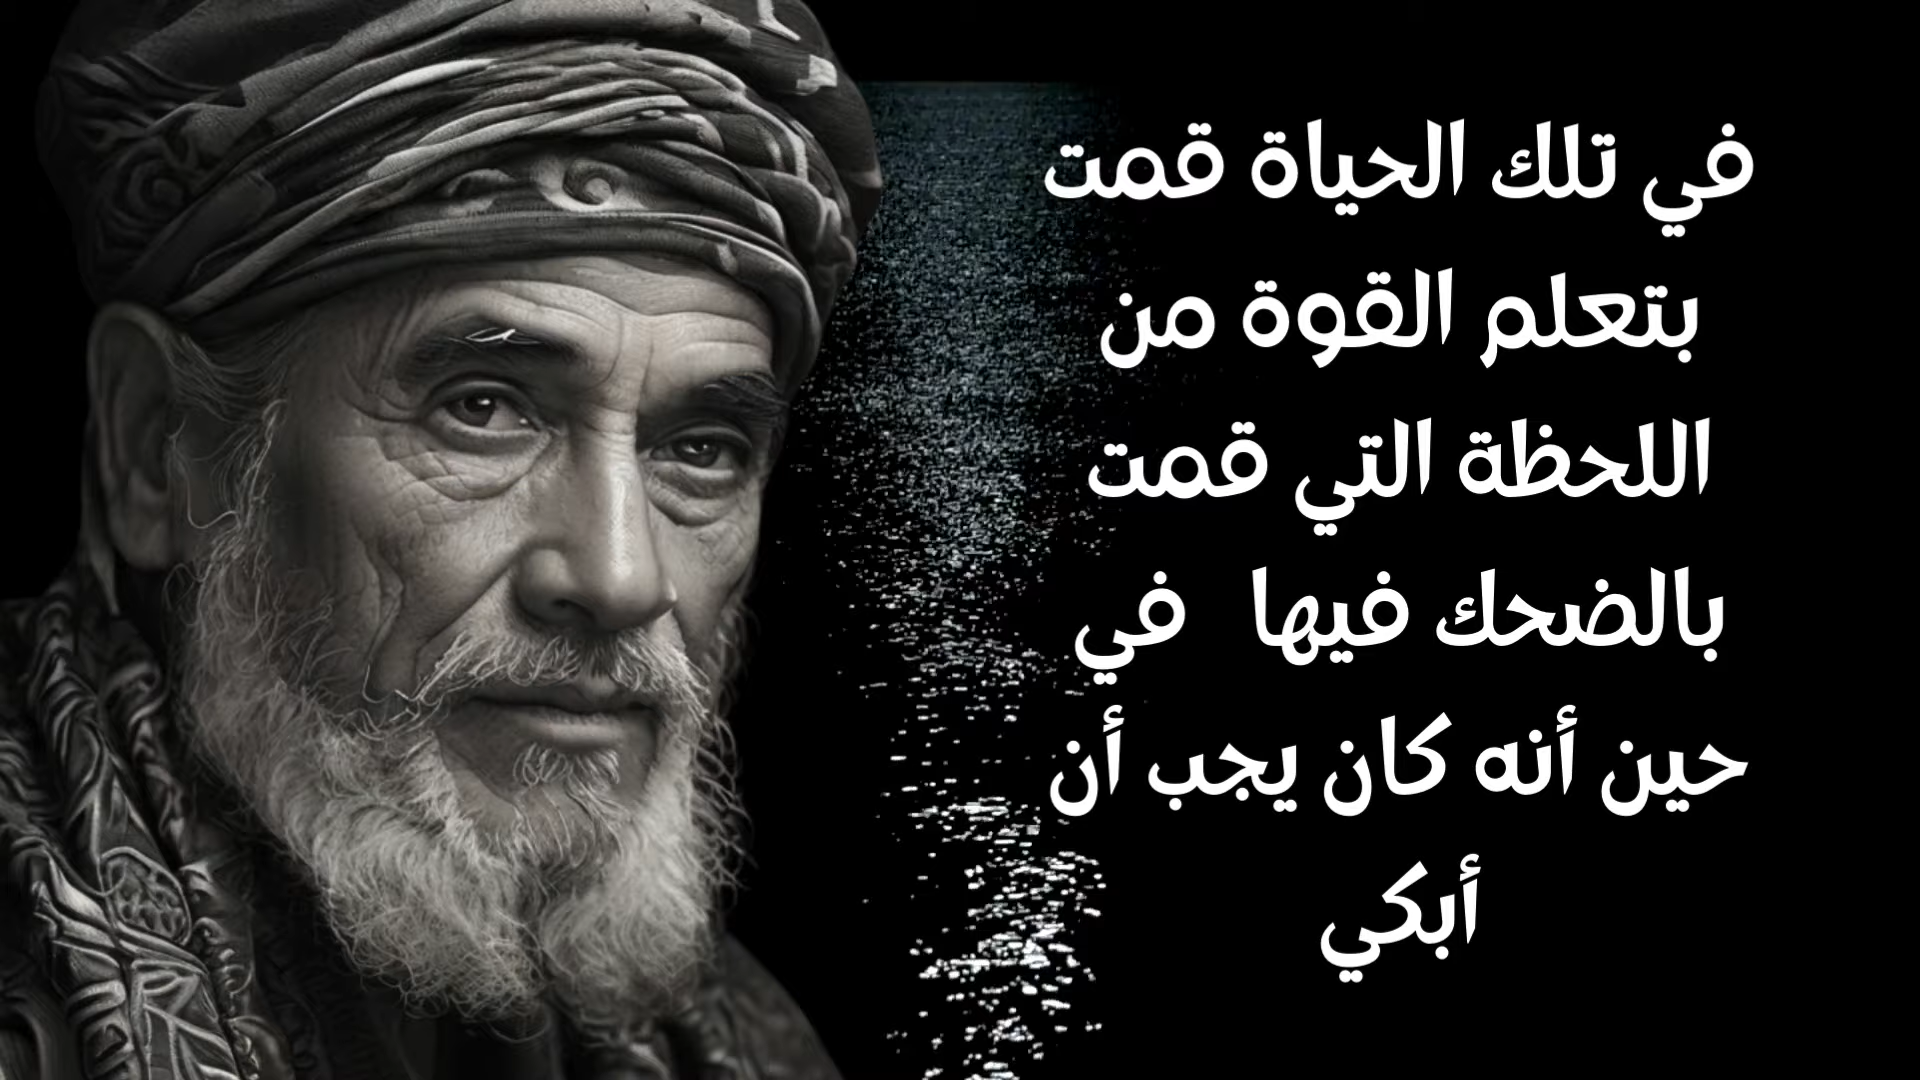 في تلك الحياة قمت
بتعلم القوة من
اللحظة التي قمت
بالضحك فيها في
حين أنه كان يجب أن
أبكي